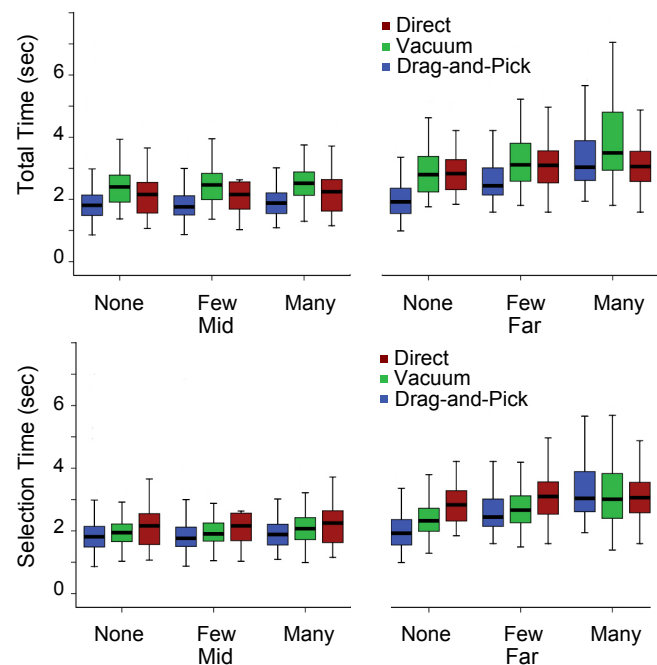 Total Time (sec)
6
4
2
0
Direct
Vacuum
Drag-and-Pick
None Few Many
Mid
None Few Many
Far
Selection Time (sec)
6
4
2
0
Direct
Vacuum
Drag-and-Pick
None Few Many
Mid
None Few Many
Far